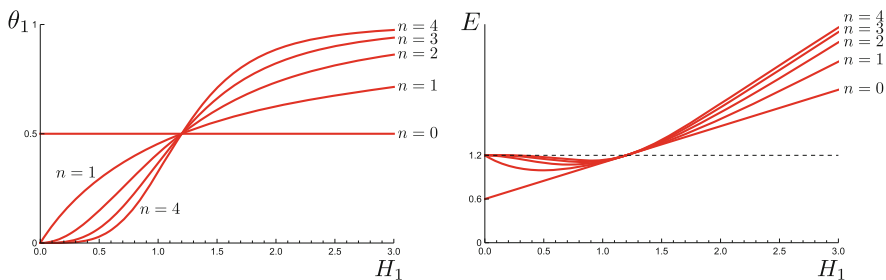 θ₁
1
0.5
0
n = 4
n = 3
n = 2
n = 1
n = 0
n = 1
n = 4
0.0 0.5 1.0 1.5 2.0 2.5 3.0
H₁
E
1.2
0.6
0
n = 4
n = 3
n = 2
n = 1
n = 0
0.0 0.5 1.0 1.5 2.0 2.5 3.0
H₁